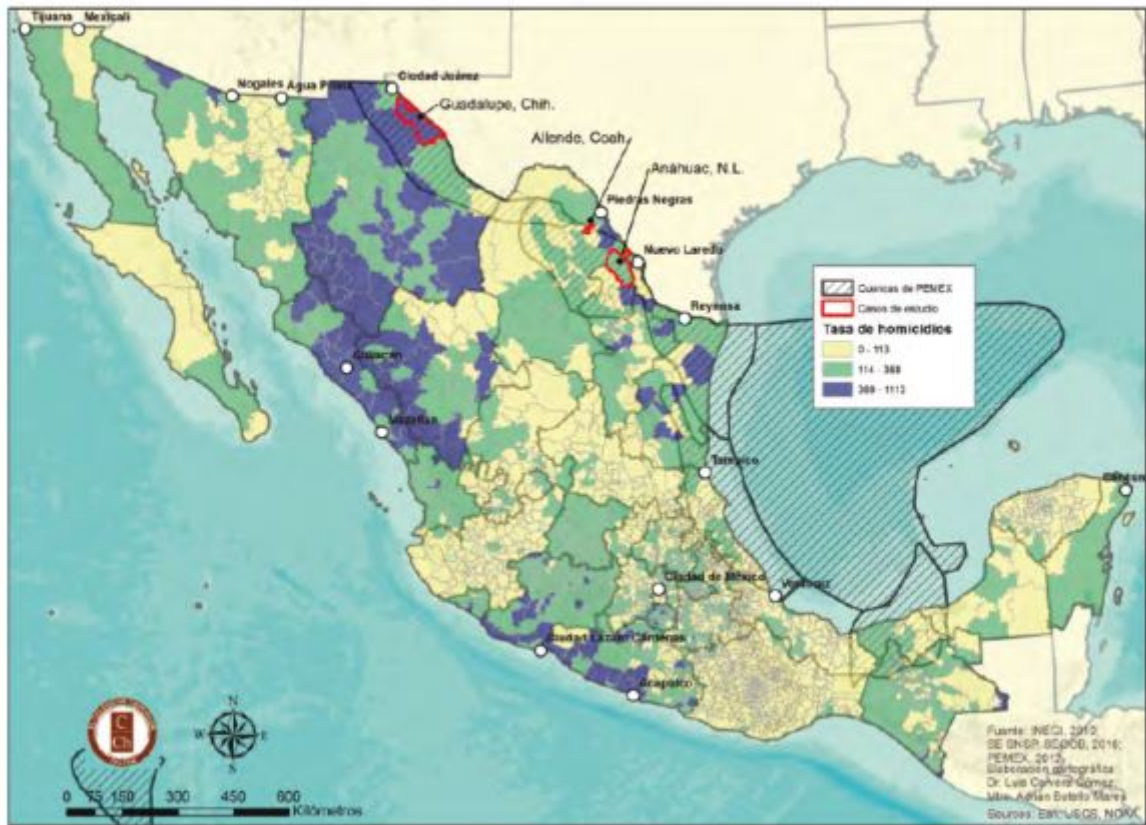 Tijuana
Mexicali
Nogales
Agua Prieta
Ciudad Juárez
Guadalupe, Chih.
Allende, Coah.
Anáhuac, N.L.
Piedras Negras
Nuevo Laredo
Reynosa
Culiacán
Mazatlán
Tampico
Cancún
Ciudad de México
Veracruz
Ciudad Lázaro Cárdenas
Acapulco
Cuencas de PEMEX
Casos de estudio
Tasa de homicidios
0 - 113
114 - 368
369 - 1112
N
W
E
S
0 75 150 300 450 600
Kilómetros
Fuente: INEGI, 2010;
SE SNSP, SEGOB, 2016;
PEMEX, 2012.
Elaboración cartográfica:
Dr. Luis Cervera Gómez,
Mtro. Adrián Botello Mares
Sources: Esri, USGS, NOAA